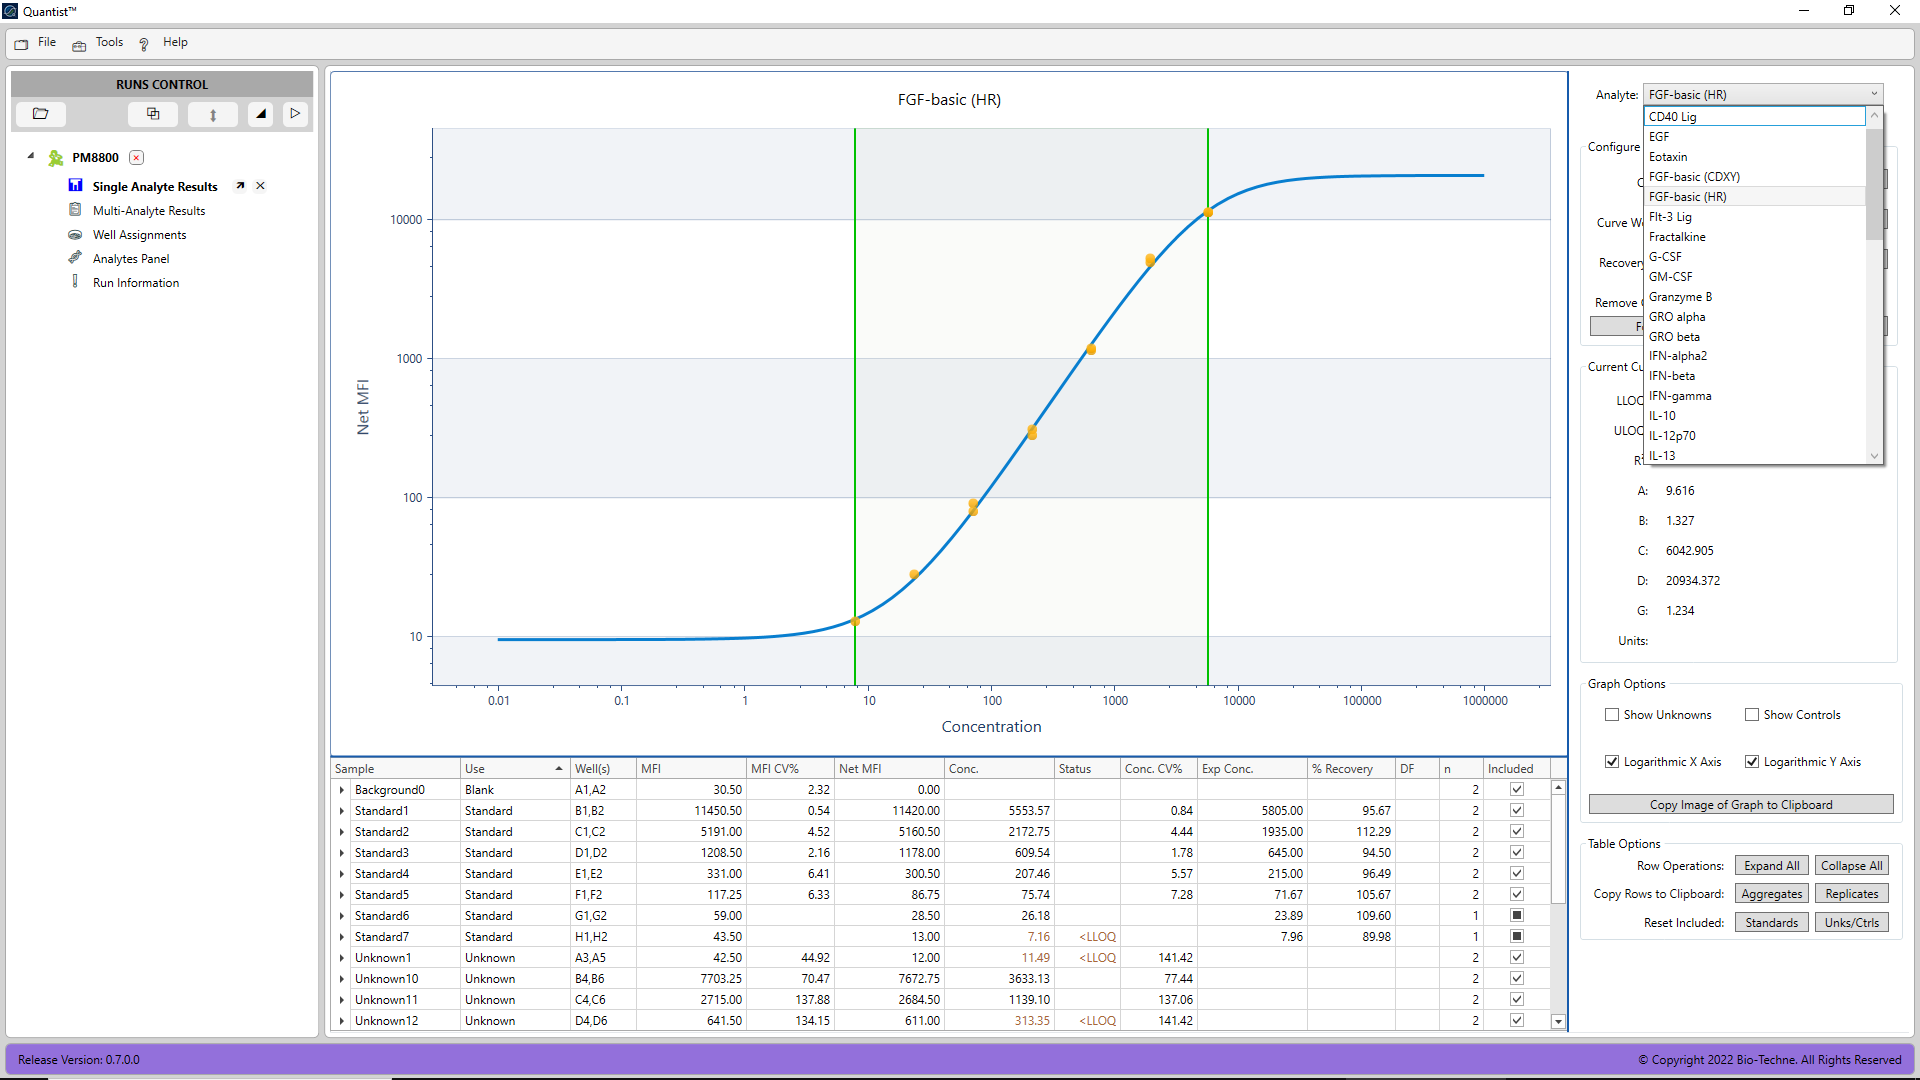 Quantist™
File Tools ? Help
RUNS CONTROL
PM8800
Single Analyte Results
Multi-Analyte Results
Well Assignments
Analytes Panel
Run Information
FGF-basic (HR)
Net MFI
10000
1000
100
10
0.01 0.1 1 10 100 1000 10000 100000 1000000
Concentration
Analyte: FGF-basic (HR)
CD40 Lig
EGF
Eotaxin
FGF-basic (CDXY)
FGF-basic (HR)
Flt-3 Lig
Fractalkine
G-CSF
GM-CSF
Granzyme B
GRO alpha
GRO beta
IFN-alpha2
IFN-beta
IFN-gamma
IL-10
IL-12p70
IL-13
Configure
Curve We
Recovery
Remove
Current Cu
LLOQ
ULOQ
A: 9.616
B: 1.327
C: 6042.905
D: 20934.372
G: 1.234
Units:
Graph Options
Show Unknowns Show Controls
Logarithmic X Axis Logarithmic Y Axis
Copy Image of Graph to Clipboard
Table Options
Row Operations: Expand All Collapse All
Copy Rows to Clipboard: Aggregates Replicates
Reset Included: Standards Unks/Ctrls
Sample Use Well(s) MFI MFI CV% Net MFI Conc. Status Conc. CV% Exp Conc. % Recovery DF n Included
Background0 Blank A1,A2 30.50 2.32 0.00 2
Standard1 Standard B1,B2 11450.50 0.54 11420.00 5553.57 0.84 5805.00 95.67 2
Standard2 Standard C1,C2 5191.00 4.52 5160.50 2172.75 4.44 1935.00 112.29 2
Standard3 Standard D1,D2 1208.50 2.16 1178.00 609.54 1.78 645.00 94.50 2
Standard4 Standard E1,E2 331.00 6.41 300.50 207.46 5.57 215.00 96.49 2
Standard5 Standard F1,F2 117.25 6.33 86.75 75.74 7.28 71.67 105.67 2
Standard6 Standard G1,G2 59.00 28.50 26.18 23.89 109.60 1
Standard7 Standard H1,H2 43.50 13.00 7.16 <LLOQ 7.96 89.98 1
Unknown1 Unknown A3,A5 42.50 44.92 12.00 11.49 <LLOQ 141.42 2
Unknown10 Unknown B4,B6 7703.25 70.47 7672.75 3633.13 77.44 2
Unknown11 Unknown C4,C6 2715.00 137.88 2684.50 1139.10 137.06 2
Unknown12 Unknown D4,D6 641.50 134.15 611.00 313.35 <LLOQ 141.42 2
Release Version: 0.7.0.0
© Copyright 2022 Bio-Techne. All Rights Reserved